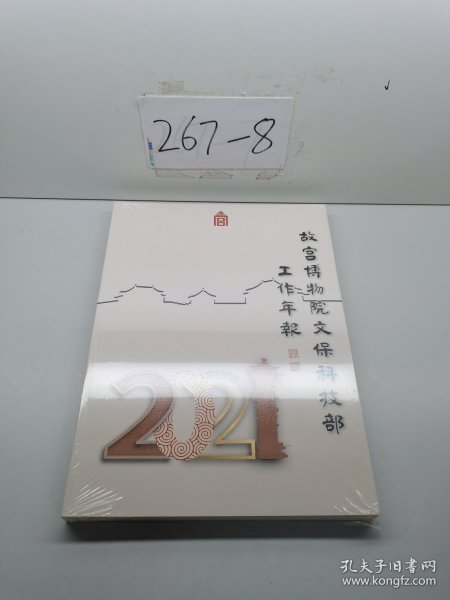 267-8
宫
故宫博物院文保科技部
工作年报
2021
孔夫子旧书网
www.kongfz.com